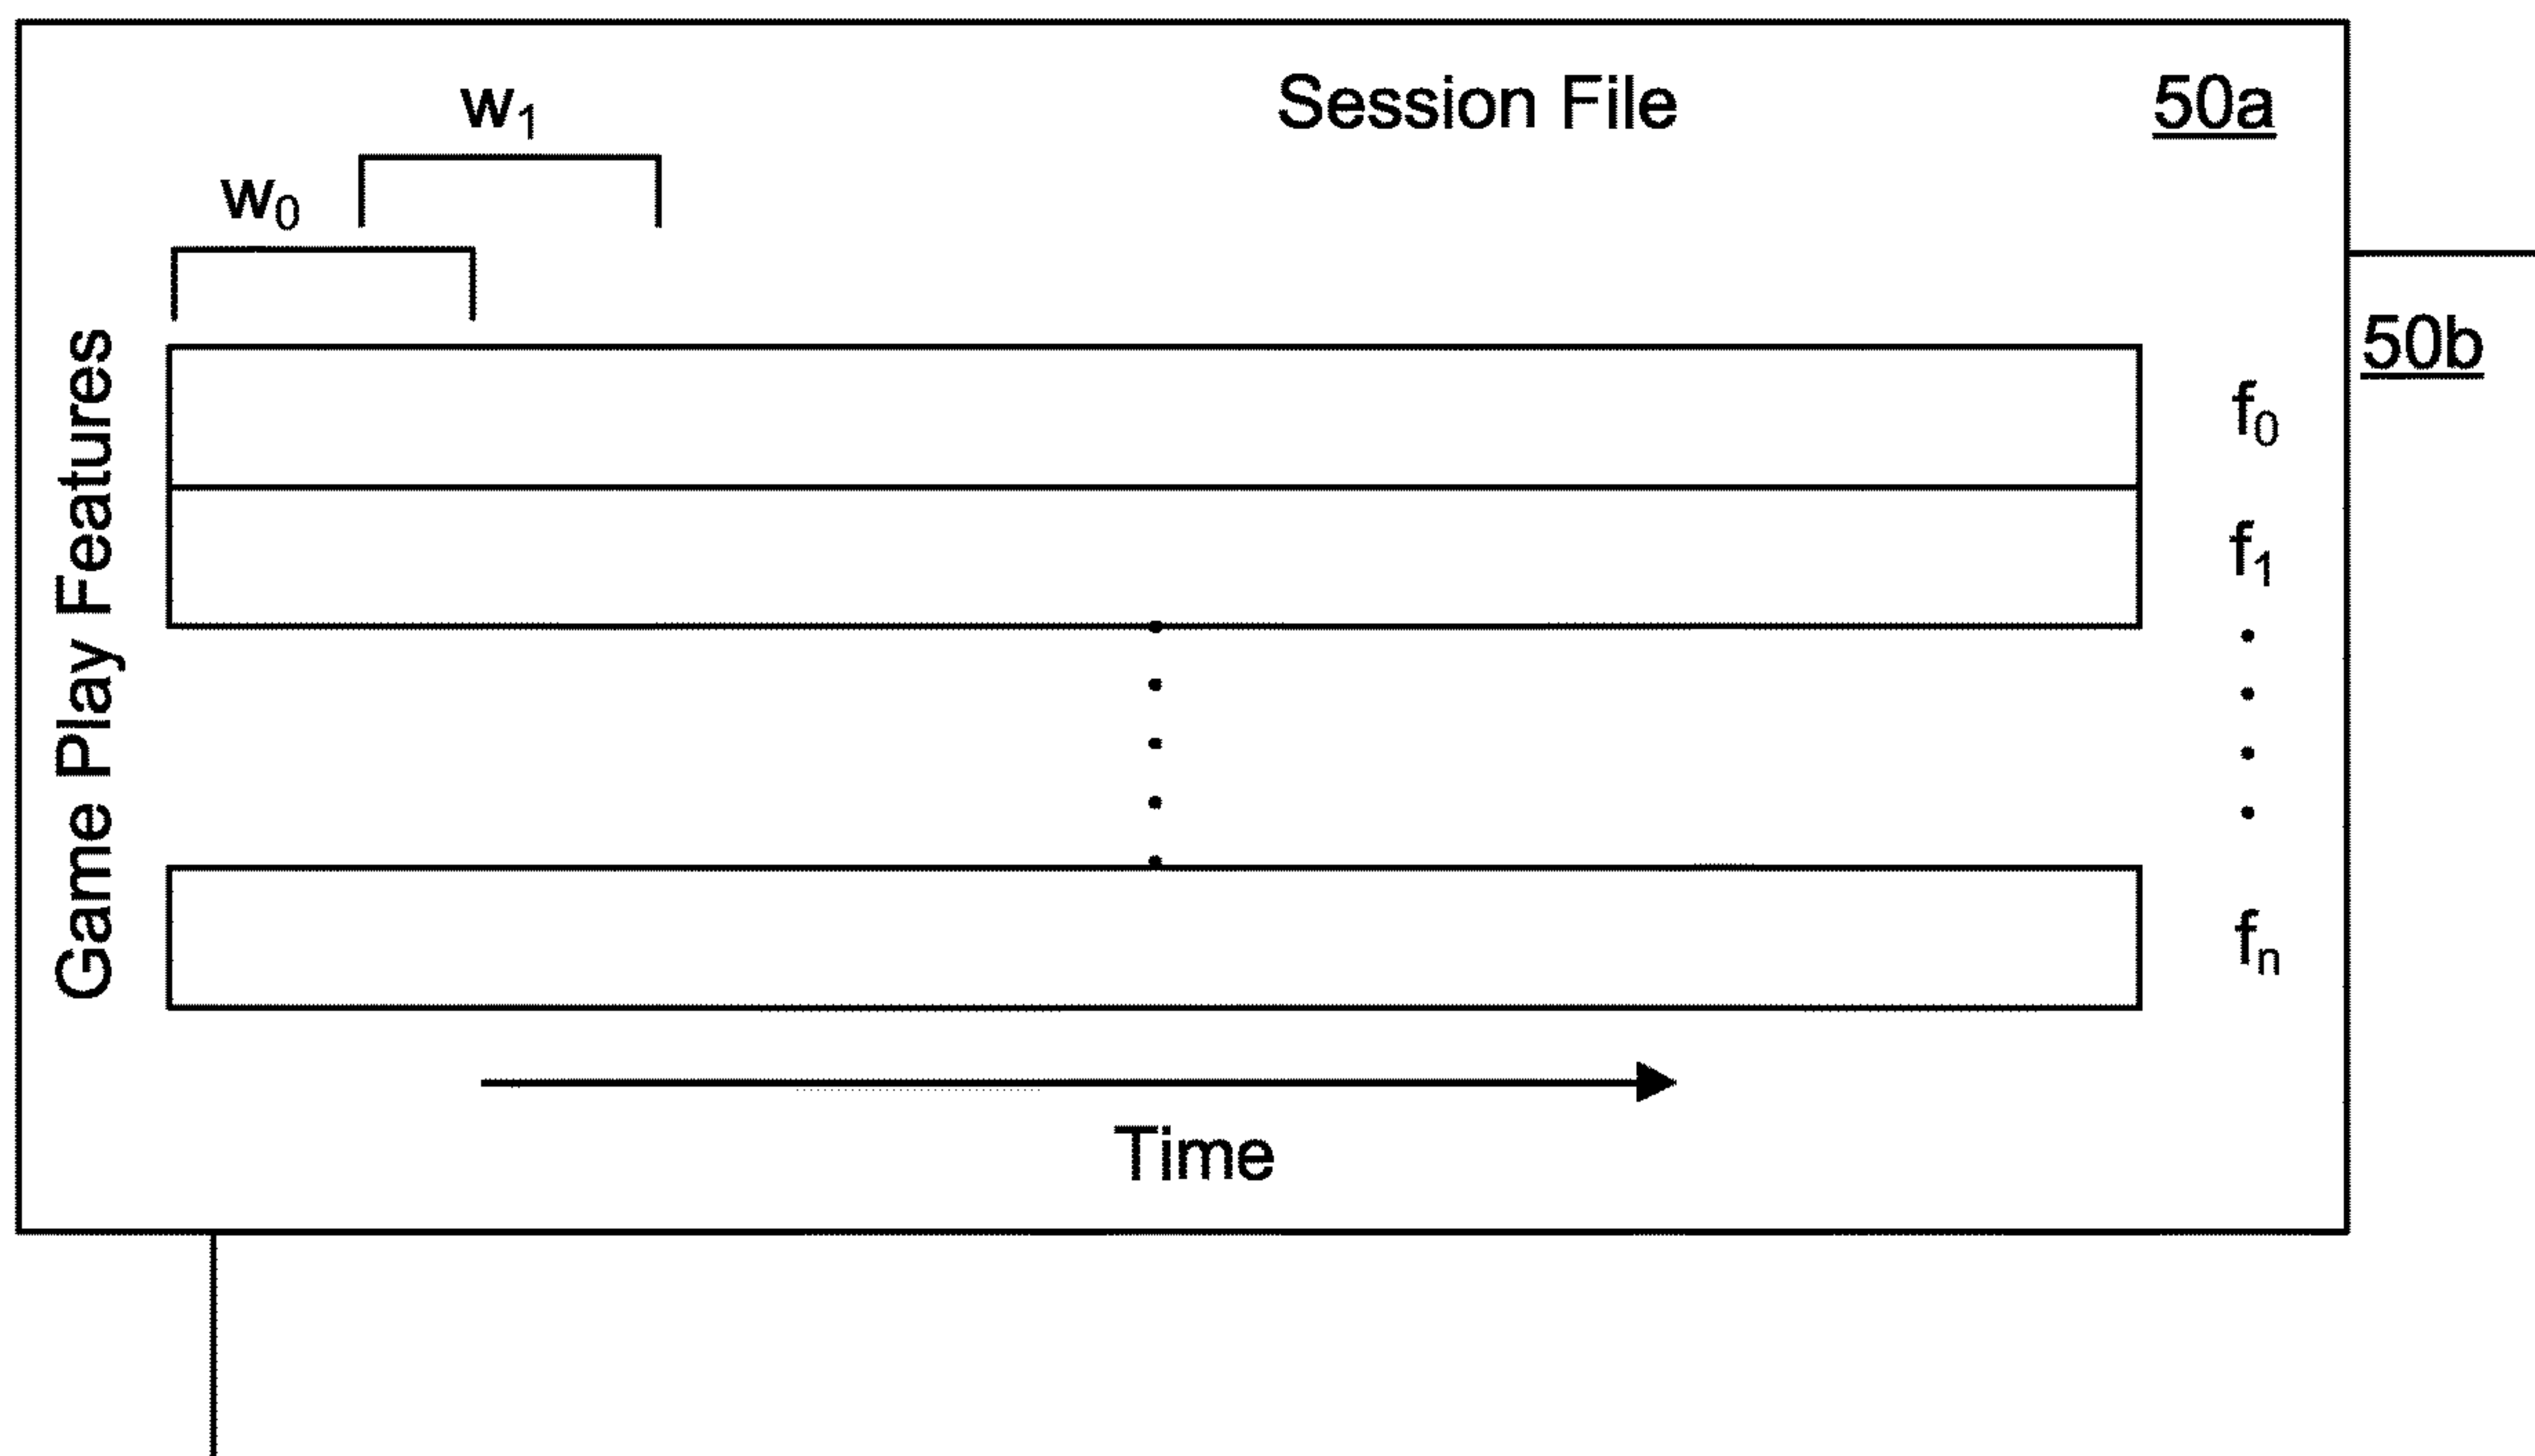 Session File
50a
w₁
w₀
50b
Game Play Features
f₀
f₁
fₙ
Time